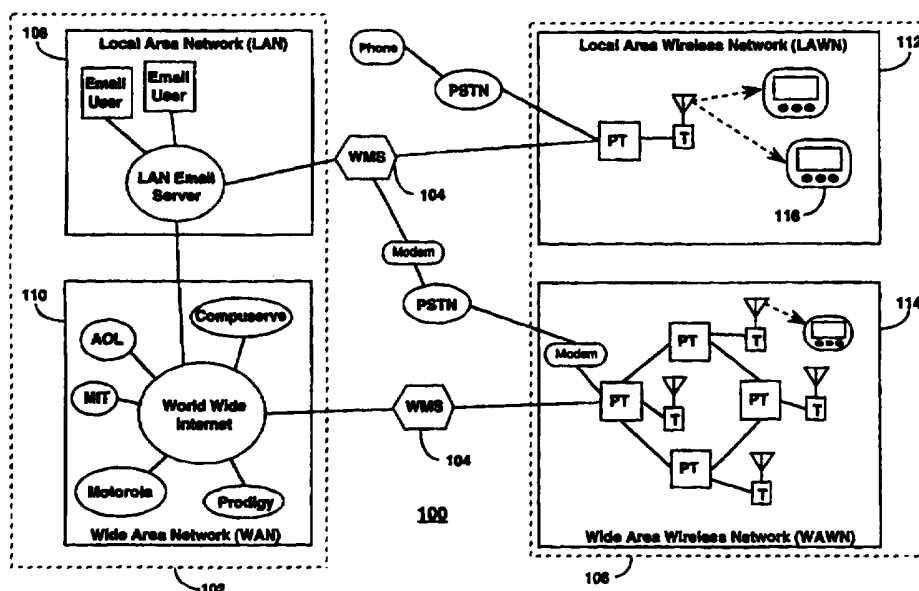 108
Local Area Network (LAN)
Email
User
Email
User
LAN Email
Server
Phone
PSTN
WMS
104
Local Area Wireless Network (LAWN)
112
PT
T
116
Modem
PSTN
Modem
110
Compuserve
AOL
MIT
World Wide
Internet
Motorola
Prodigy
Wide Area Network (WAN)
102
WMS
104
100
114
PT
T
PT
T
PT
T
PT
T
Wide Area Wireless Network (WAWN)
106